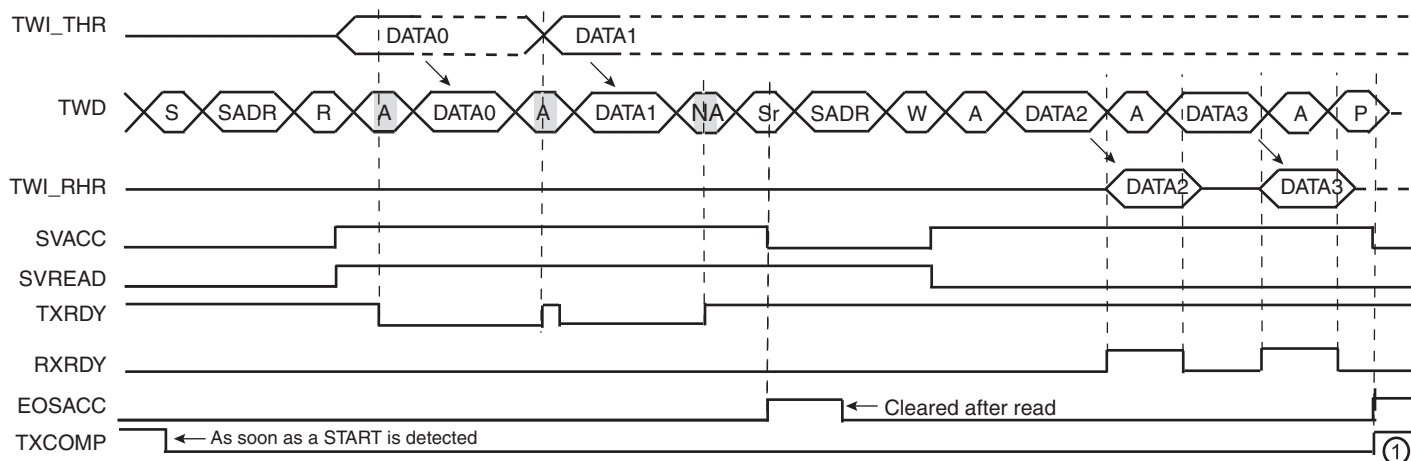 TWI_THR DATA0 DATA1
TWD S SADR R A DATA0 A DATA1 NA Sr SADR W A DATA2 A DATA3 A P
TWI_RHR DATA2 DATA3
SVACC
SVREAD
TXRDY
RXRDY
EOSACC Cleared after read
TXCOMP As soon as a START is detected 1